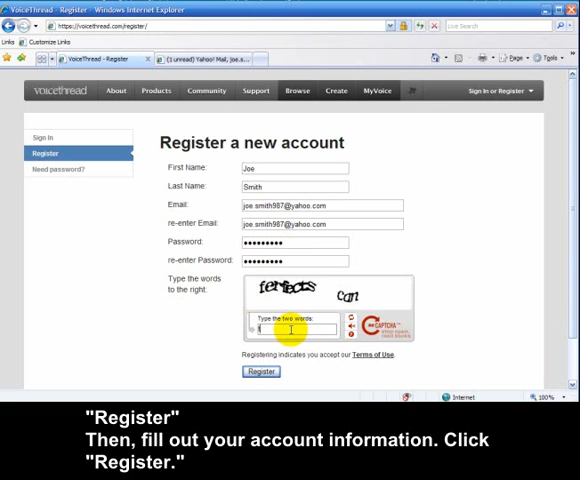 VoiceThread - Register - Windows Internet Explorer
https://voicethread.com/register/
Links Customize Links
VoiceThread - Register (1 unread) Yahoo! Mail, joe.s... Page Tools
voicethread About Products Community Support Browse Create MyVoice Sign In or Register
Sign In
Register
Need password?
Register a new account
First Name: Joe
Last Name: Smith
Email: joe.smith987@yahoo.com
re-enter Email: joe.smith987@yahoo.com
Password:
re-enter Password:
Type the words
to the right:
Type the two words:
CAPTCHA
Registering indicates you accept our Terms of Use.
Register
Internet 100%
"Register"
Then, fill out your account information. Click
"Register."